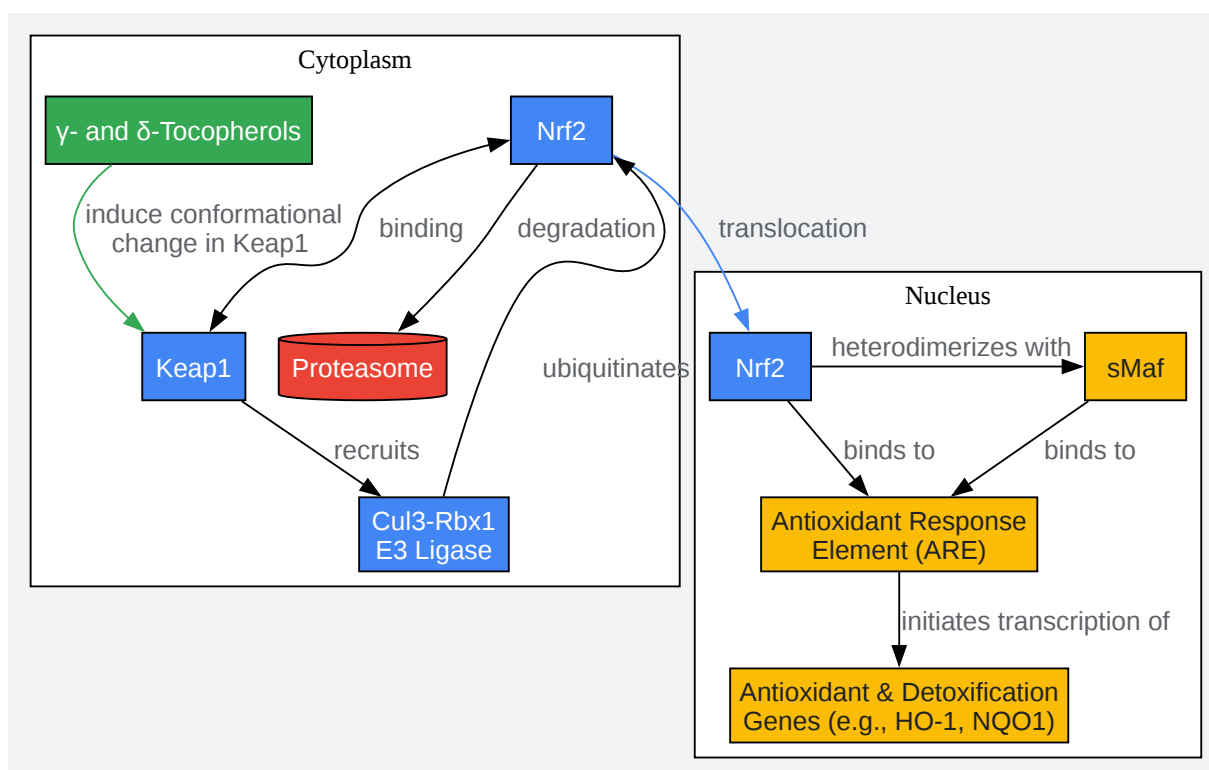 Cytoplasm
γ- and δ-Tocopherols
Nrf2
induce conformational
change in Keap1
binding
degradation
translocation
Keap1
Proteasome
ubiquitinates
recruits
Cul3-Rbx1
E3 Ligase
Nucleus
Nrf2
heterodimerizes with
sMaf
binds to
binds to
Antioxidant Response
Element (ARE)
initiates transcription of
Antioxidant & Detoxification
Genes (e.g., HO-1, NQO1)